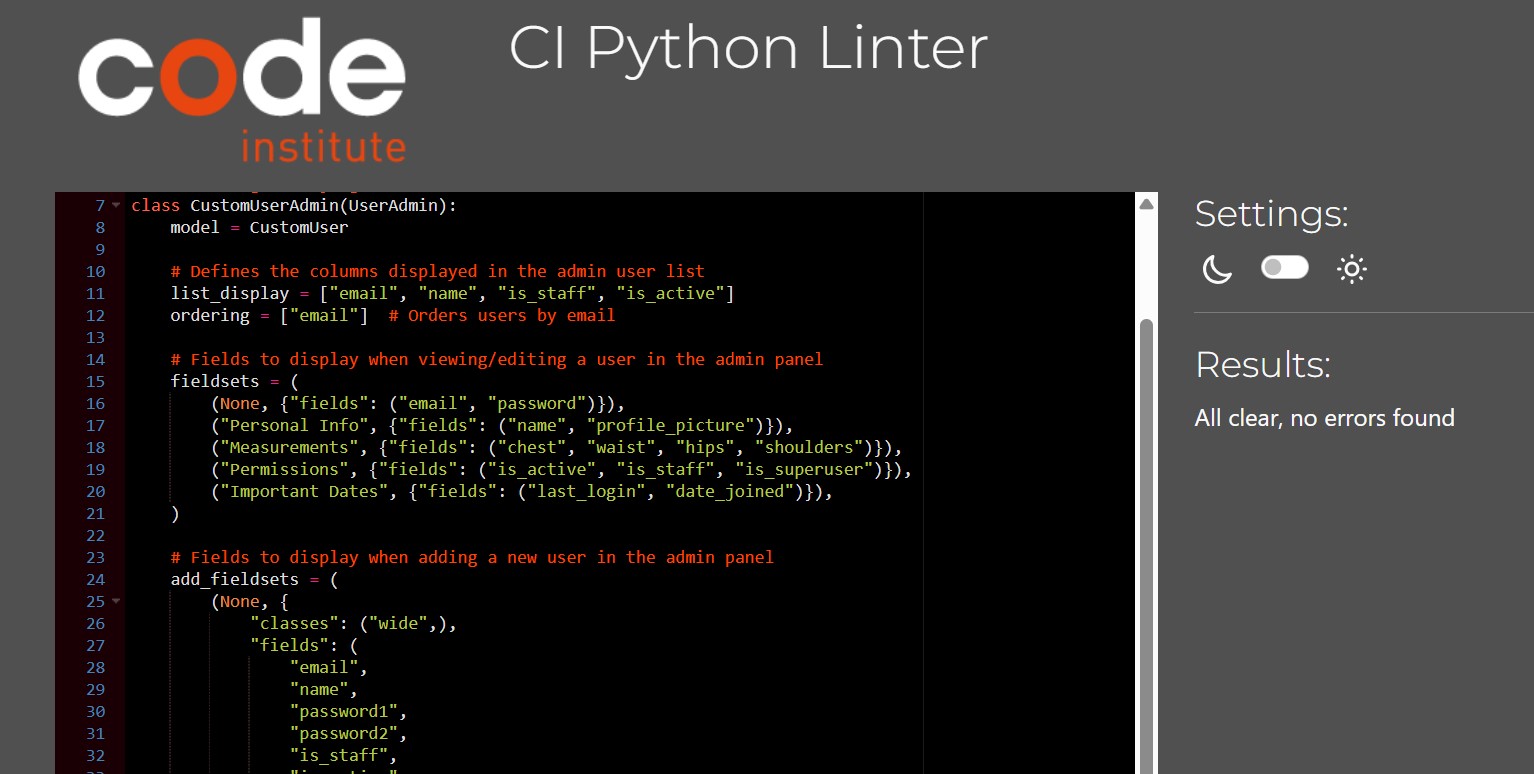 code
institute
CI Python Linter
7 class CustomUserAdmin(UserAdmin):
8     model = CustomUser
9
10     # Defines the columns displayed in the admin user list
11     list_display = ["email", "name", "is_staff", "is_active"]
12     ordering = ["email"]  # Orders users by email
13
14     # Fields to display when viewing/editing a user in the admin panel
15     fieldsets = (
16         (None, {"fields": ("email", "password")}),
17         ("Personal Info", {"fields": ("name", "profile_picture")}),
18         ("Measurements", {"fields": ("chest", "waist", "hips", "shoulders")}),
19         ("Permissions", {"fields": ("is_active", "is_staff", "is_superuser")}),
20         ("Important Dates", {"fields": ("last_login", "date_joined")}),
21     )
22
23     # Fields to display when adding a new user in the admin panel
24     add_fieldsets = (
25         (None, {
26             "classes": ("wide",),
27             "fields": (
28                 "email",
29                 "name",
30                 "password1",
31                 "password2",
32                 "is_staff",
Settings:
Results:
All clear, no errors found